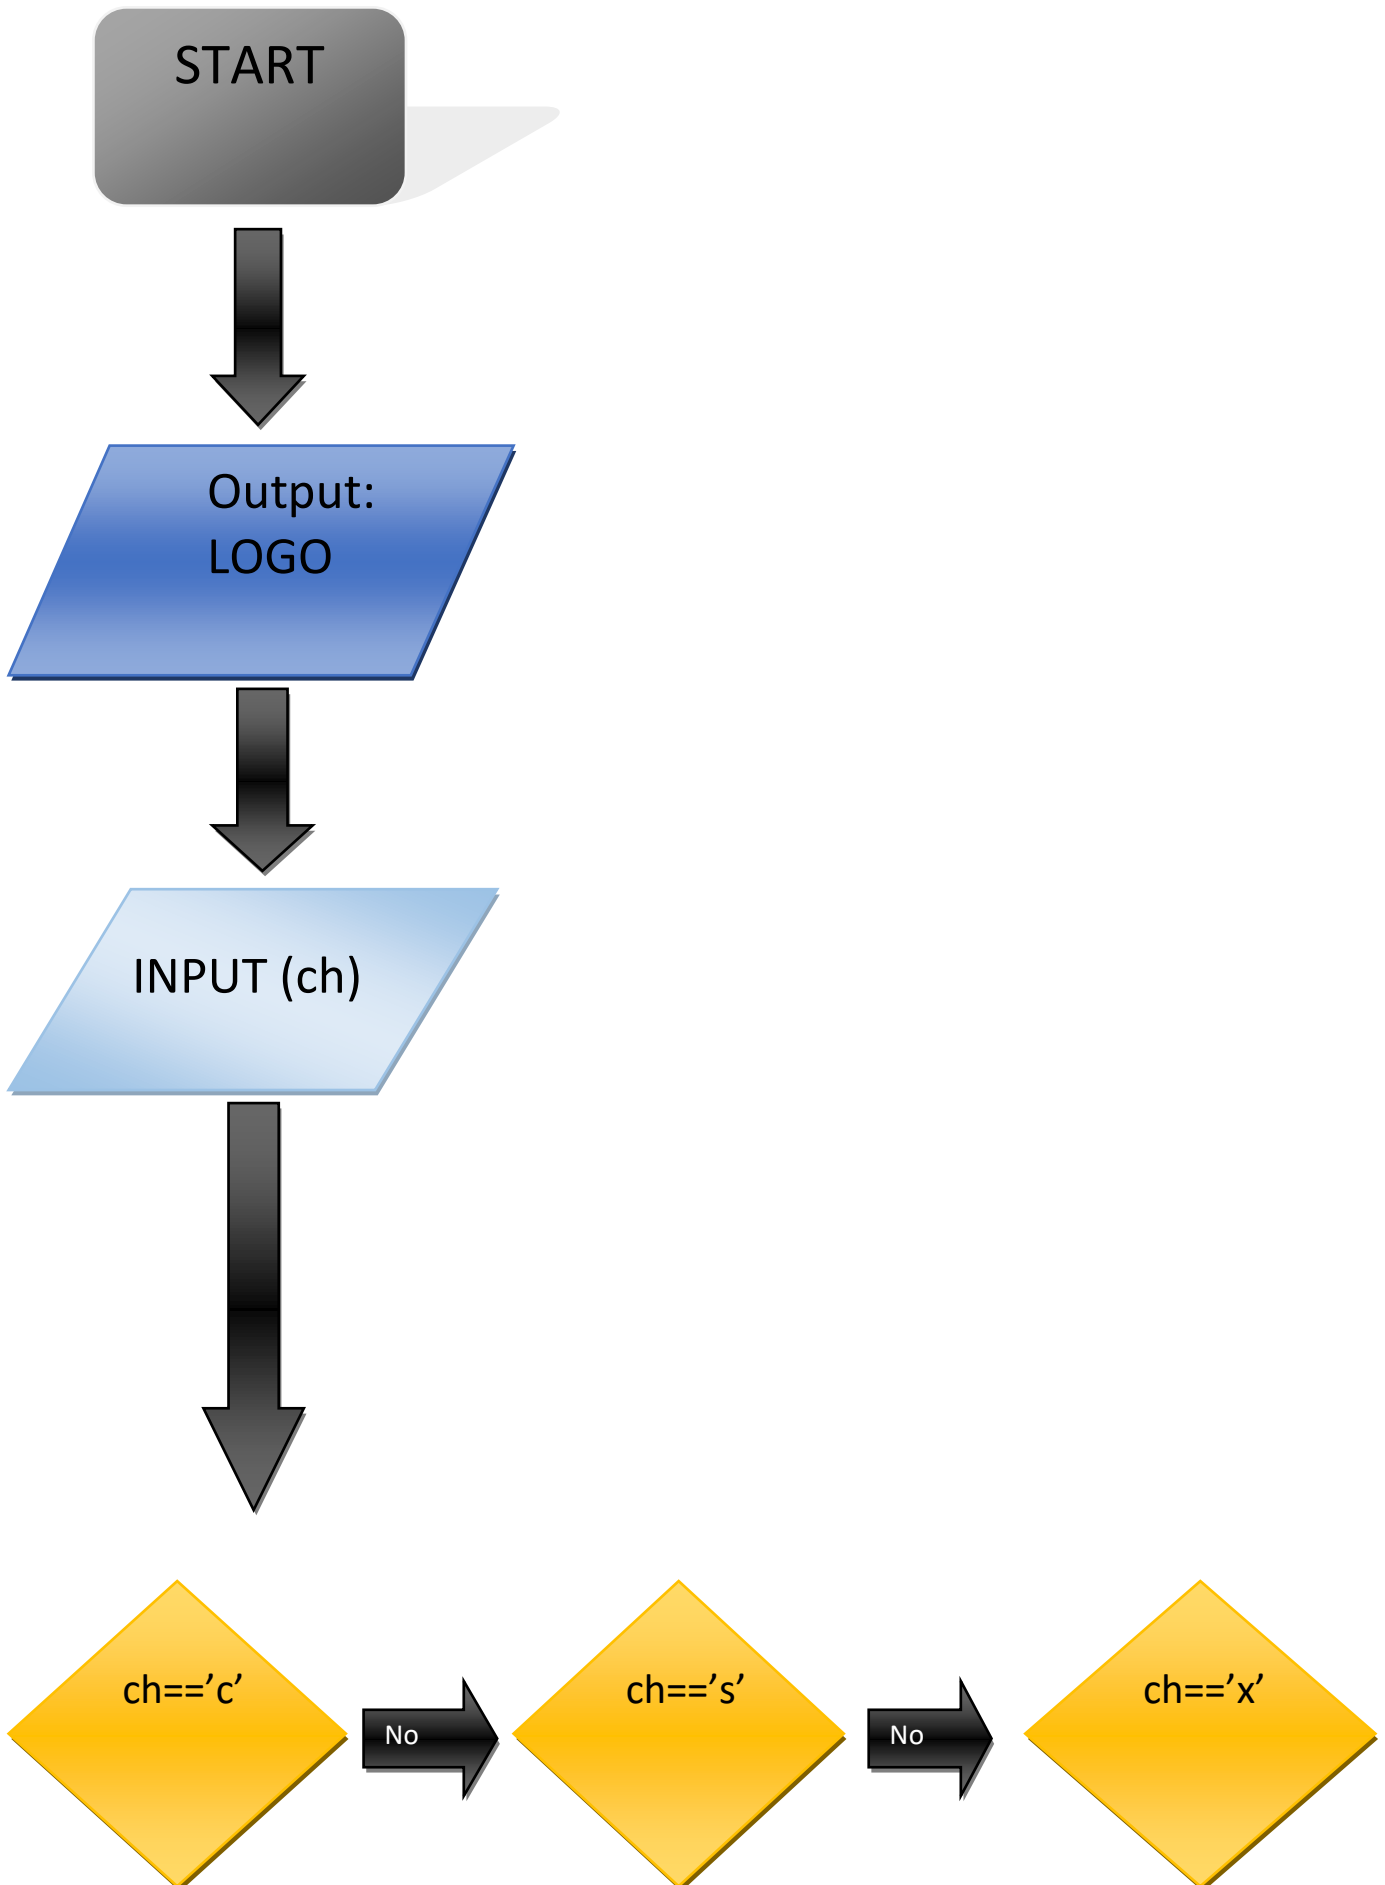 START
Output:
LOGO
INPUT (ch)
ch==’c’
No
ch==’s’
No
ch==’x’